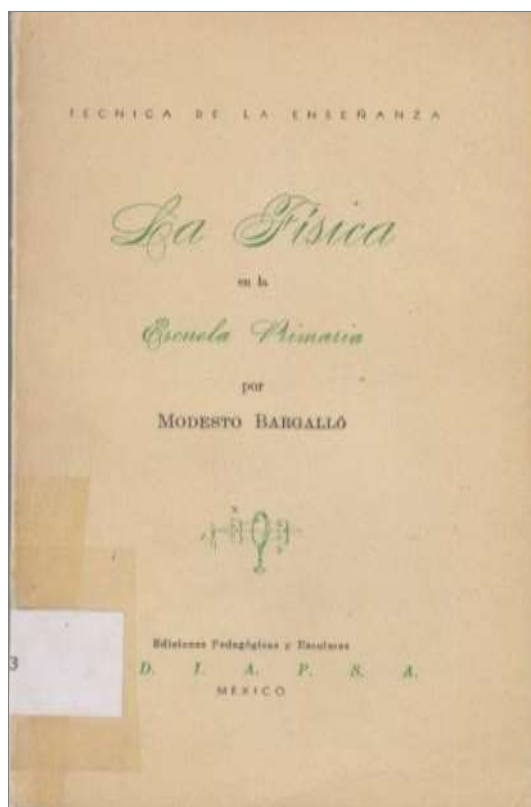 TECNICA DE LA ENSEÑANZA
La Física
en la
Escuela Primaria
por
MODESTO BARGALLÓ
Ediciones Pedagógicas y Escolares
D. I. A. P. S. A.
MEXICO
3